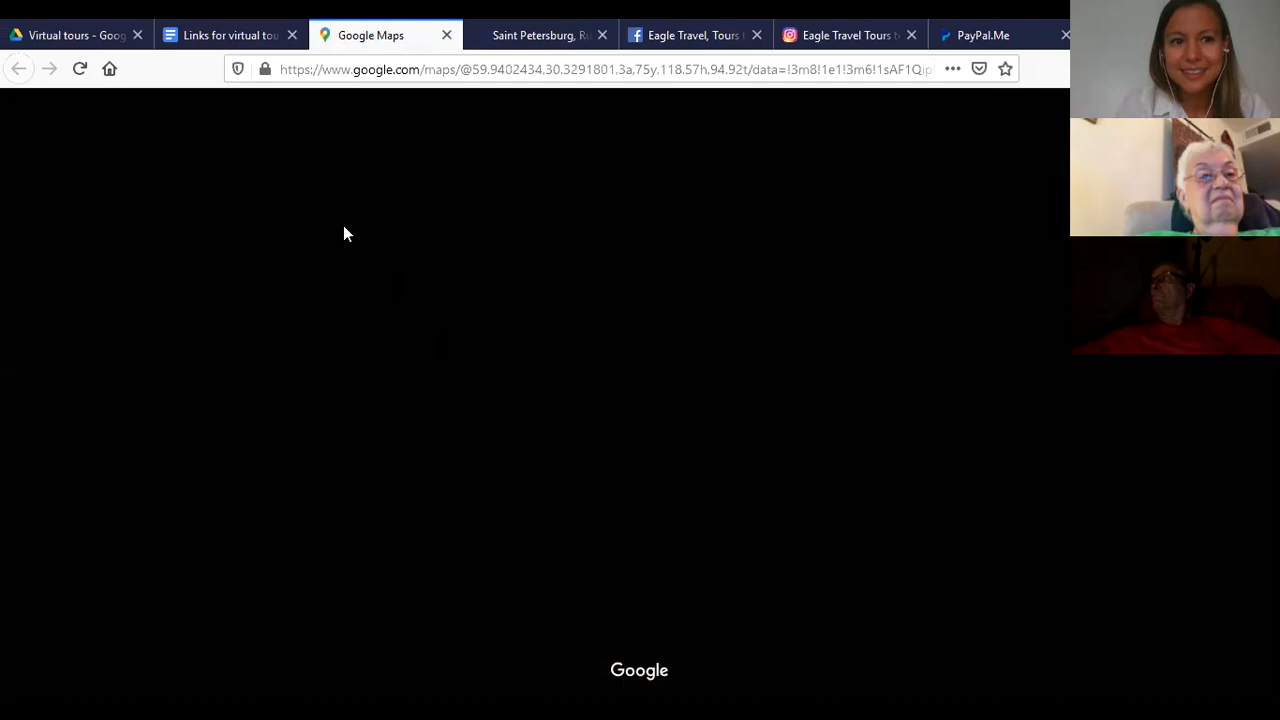 Virtual tours - Goog
Links for virtual tou
Google Maps
Saint Petersburg, Ru
Eagle Travel, Tours t
Eagle Travel Tours t
PayPal.Me
https://www.google.com/maps/@59.9402434,30.3291801,3a,75y,118.57h,94.92t/data=!3m8!1e1!3m6!1sAF1Qip
Google